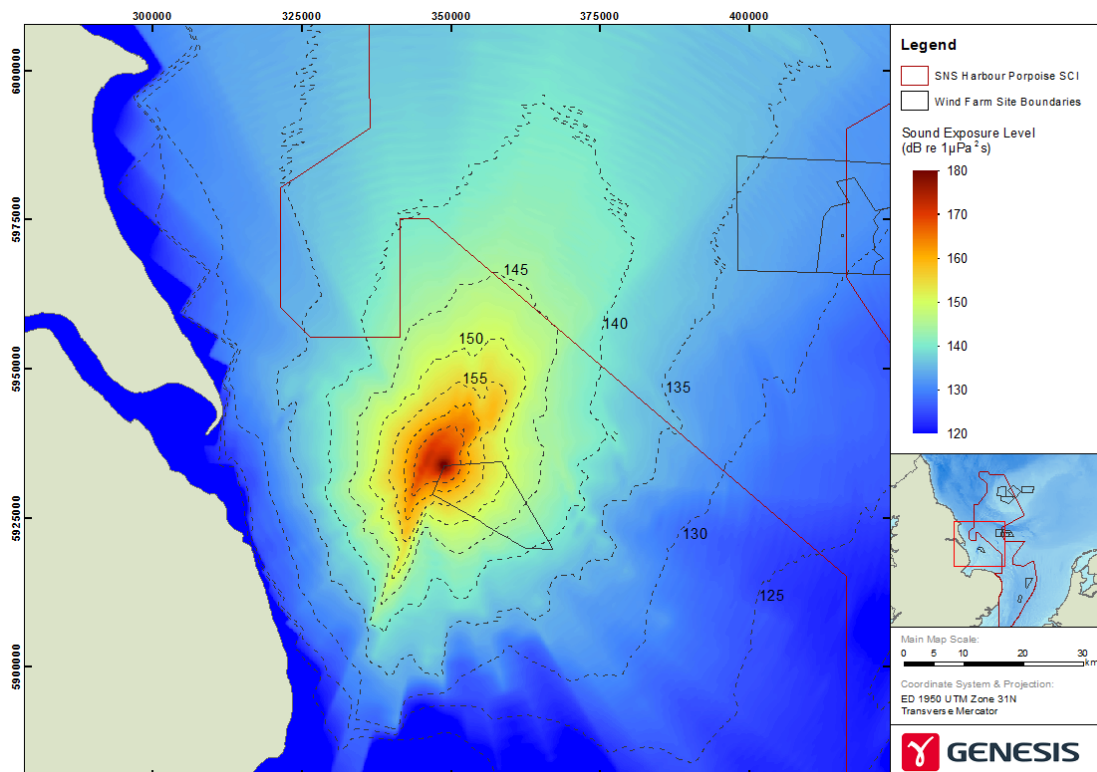 300000
325000
350000
375000
400000
6000000
5975000
5950000
5925000
5900000
145
150
155
140
135
130
125
Legend
SNS Harbour Porpoise SCI
Wind Farm Site Boundaries
Sound Exposure Level
(dB re 1µPa²s)
180
170
160
150
140
130
120
Main Map Scale:
0 5 10 20 30
km
Coordinate System & Projection:
ED 1950 UTM Zone 31N
Transverse Mercator
GENESIS